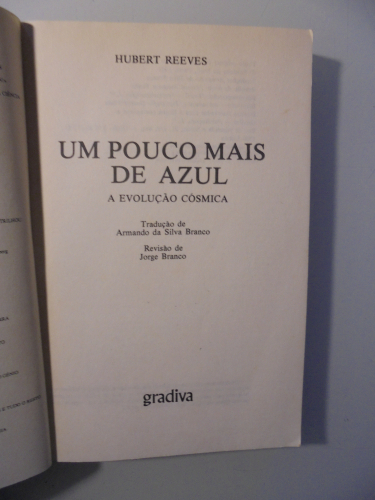 HUBERT REEVES
UM POUCO MAIS
DE AZUL
A EVOLUÇÃO CÓSMICA
Tradução de
Armando da Silva Branco
Revisão de
Jorge Branco
gradiva